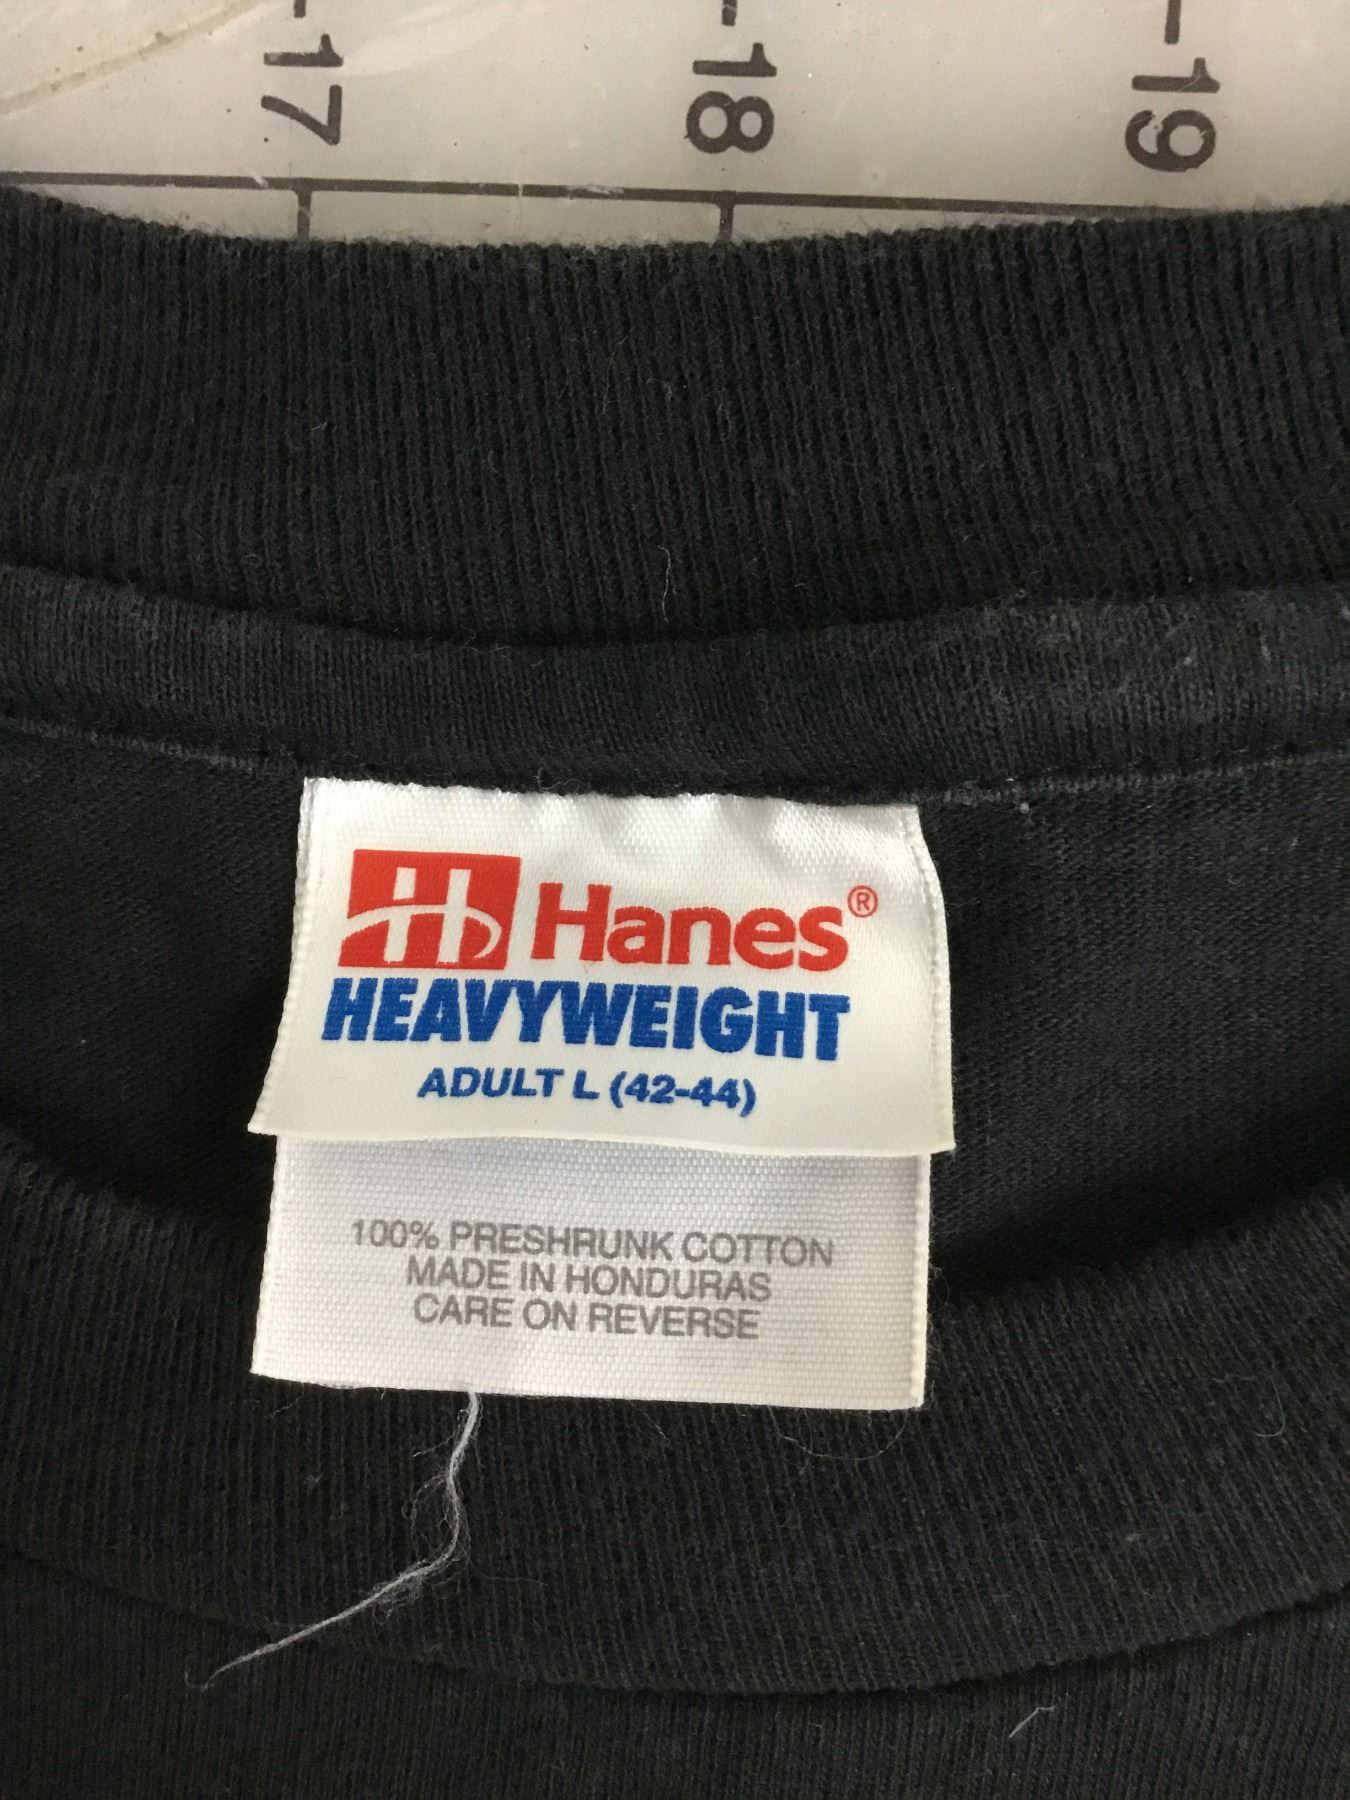 -17
-18
-19
H Hanes®
HEAVYWEIGHT
ADULT L (42-44)
100% PRESHRUNK COTTON
MADE IN HONDURAS
CARE ON REVERSE